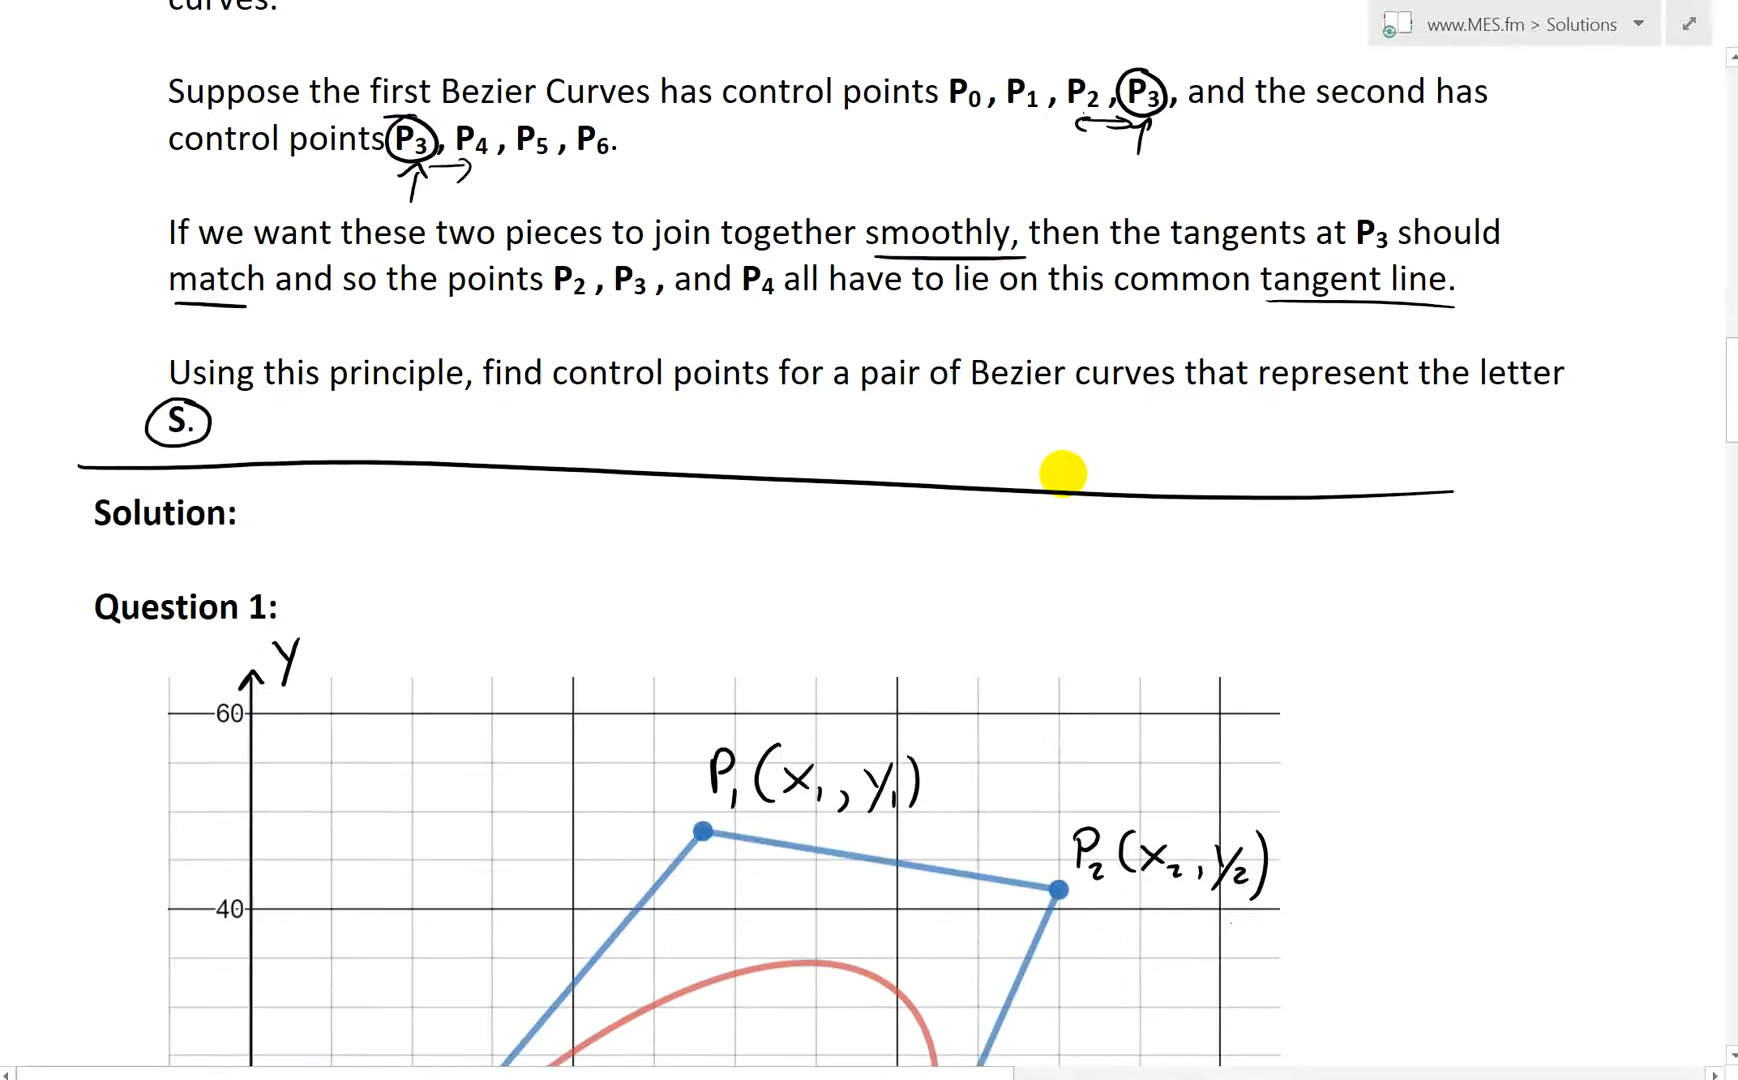 curves.
www.MES.fm > Solutions
Suppose the first Bezier Curves has control points P0 , P1 , P2 , P3 , and the second has
control points P3 , P4 , P5 , P6.
If we want these two pieces to join together smoothly, then the tangents at P3 should
match and so the points P2 , P3 , and P4 all have to lie on this common tangent line.
Using this principle, find control points for a pair of Bezier curves that represent the letter
S.
Solution:
Question 1:
y
60
P1 (x1, y1)
P2 (x2, y2)
40